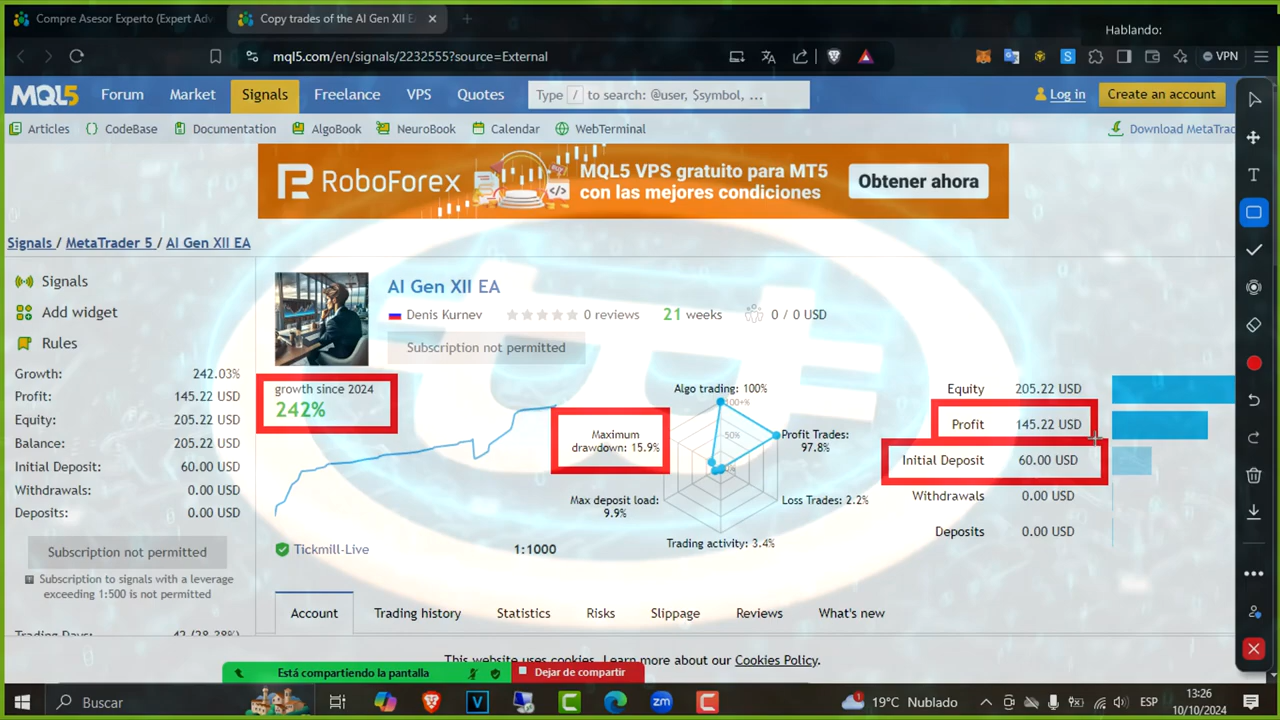 Compre Asesor Experto (Expert Adv
Copy trades of the AI Gen XII E
Hablando:
mql5.com/en/signals/2232555?source=External
VPN
MQL5
Forum
Market
Signals
Freelance
VPS
Quotes
Type / to search: @user, $symbol, ...
Log in
Create an account
Articles
CodeBase
Documentation
AlgoBook
NeuroBook
Calendar
WebTerminal
Download MetaTrad
RoboForex
MQL5 VPS gratuito para MT5
con las mejores condiciones
Obtener ahora
Signals / MetaTrader 5 / AI Gen XII EA
Signals
Add widget
Rules
Growth: 242.03%
Profit: 145.22 USD
Equity: 205.22 USD
Balance: 205.22 USD
Initial Deposit: 60.00 USD
Withdrawals: 0.00 USD
Deposits: 0.00 USD
Subscription not permitted
Subscription to signals with a leverage
exceeding 1:500 is not permitted
Trading Days: 42 (28.38%)
AI Gen XII EA
Denis Kurnev
0 reviews
21 weeks
0 / 0 USD
Subscription not permitted
growth since 2024
242%
Maximum
drawdown: 15.9%
Algo trading: 100%
100+%
50%
Profit Trades:
97.8%
Max deposit load:
9.9%
Loss Trades: 2.2%
Trading activity: 3.4%
Equity 205.22 USD
Profit 145.22 USD
Initial Deposit 60.00 USD
Withdrawals 0.00 USD
Deposits 0.00 USD
Tickmill-Live
1:1000
Account
Trading history
Statistics
Risks
Slippage
Reviews
What's new
This website uses cookies. Learn more about our Cookies Policy.
Está compartiendo la pantalla
Dejar de compartir
Buscar
zm
19°C Nublado
ESP
13:26
10/10/2024